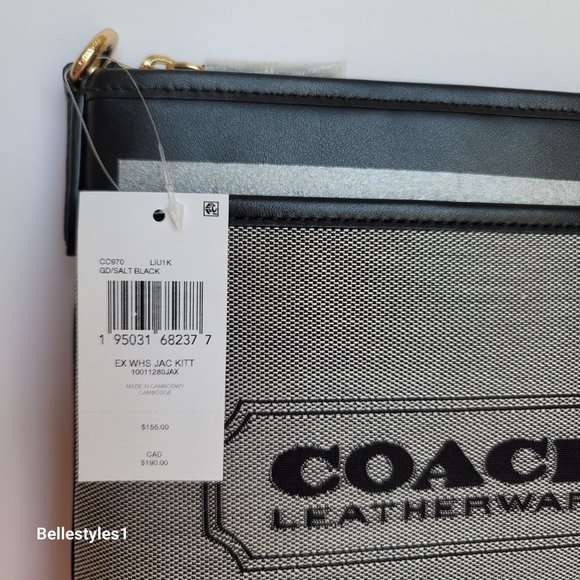 CC970 LIU1K
GD/SALT BLACK
1 95031 68237 7
EX WHS JAC KITT
10011280JAX
MADE IN CAMBODIA/
CAMBODGE
$155.00
CAD
$190.00
COACH
LEATHERWAR
Bellestyles1